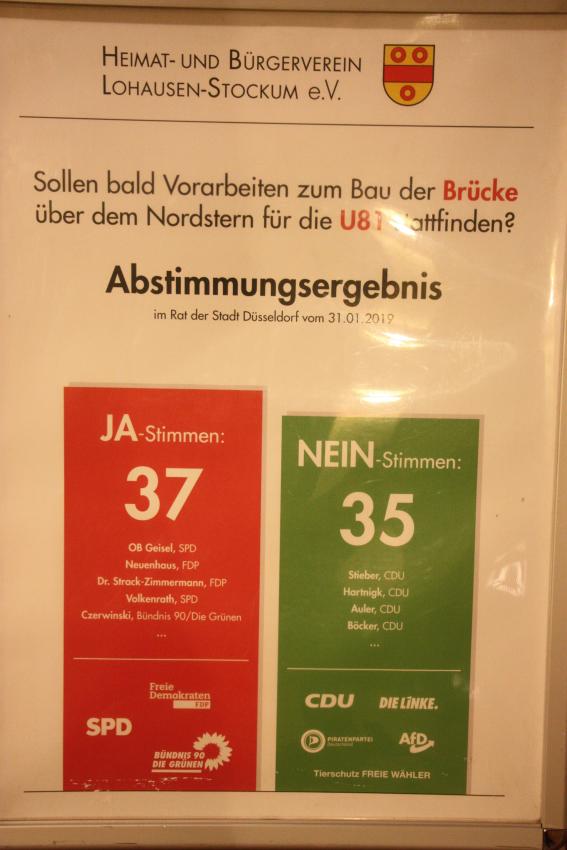 HEIMAT- UND BÜRGERVEREIN
LOHAUSEN-STOCKUM e.V.
Sollen bald Vorarbeiten zum Bau der Brücke
über dem Nordstern für die U81 stattfinden?
Abstimmungsergebnis
im Rat der Stadt Düsseldorf vom 31.01.2019
JA-Stimmen:
37
OB Geisel, SPD
Neuenhaus, FDP
Dr. Strack-Zimmermann, FDP
Volkenrath, SPD
Czerwinski, Bündnis 90/Die Grünen
...
Freie
Demokraten
FDP
SPD
BÜNDNIS 90
DIE GRÜNEN
NEIN-Stimmen:
35
Stieber, CDU
Hartnigk, CDU
Auler, CDU
Böcker, CDU
...
CDU
DIE LINKE.
PIRATENPARTEI
Deutschland
AfD
Tierschutz FREIE WÄHLER